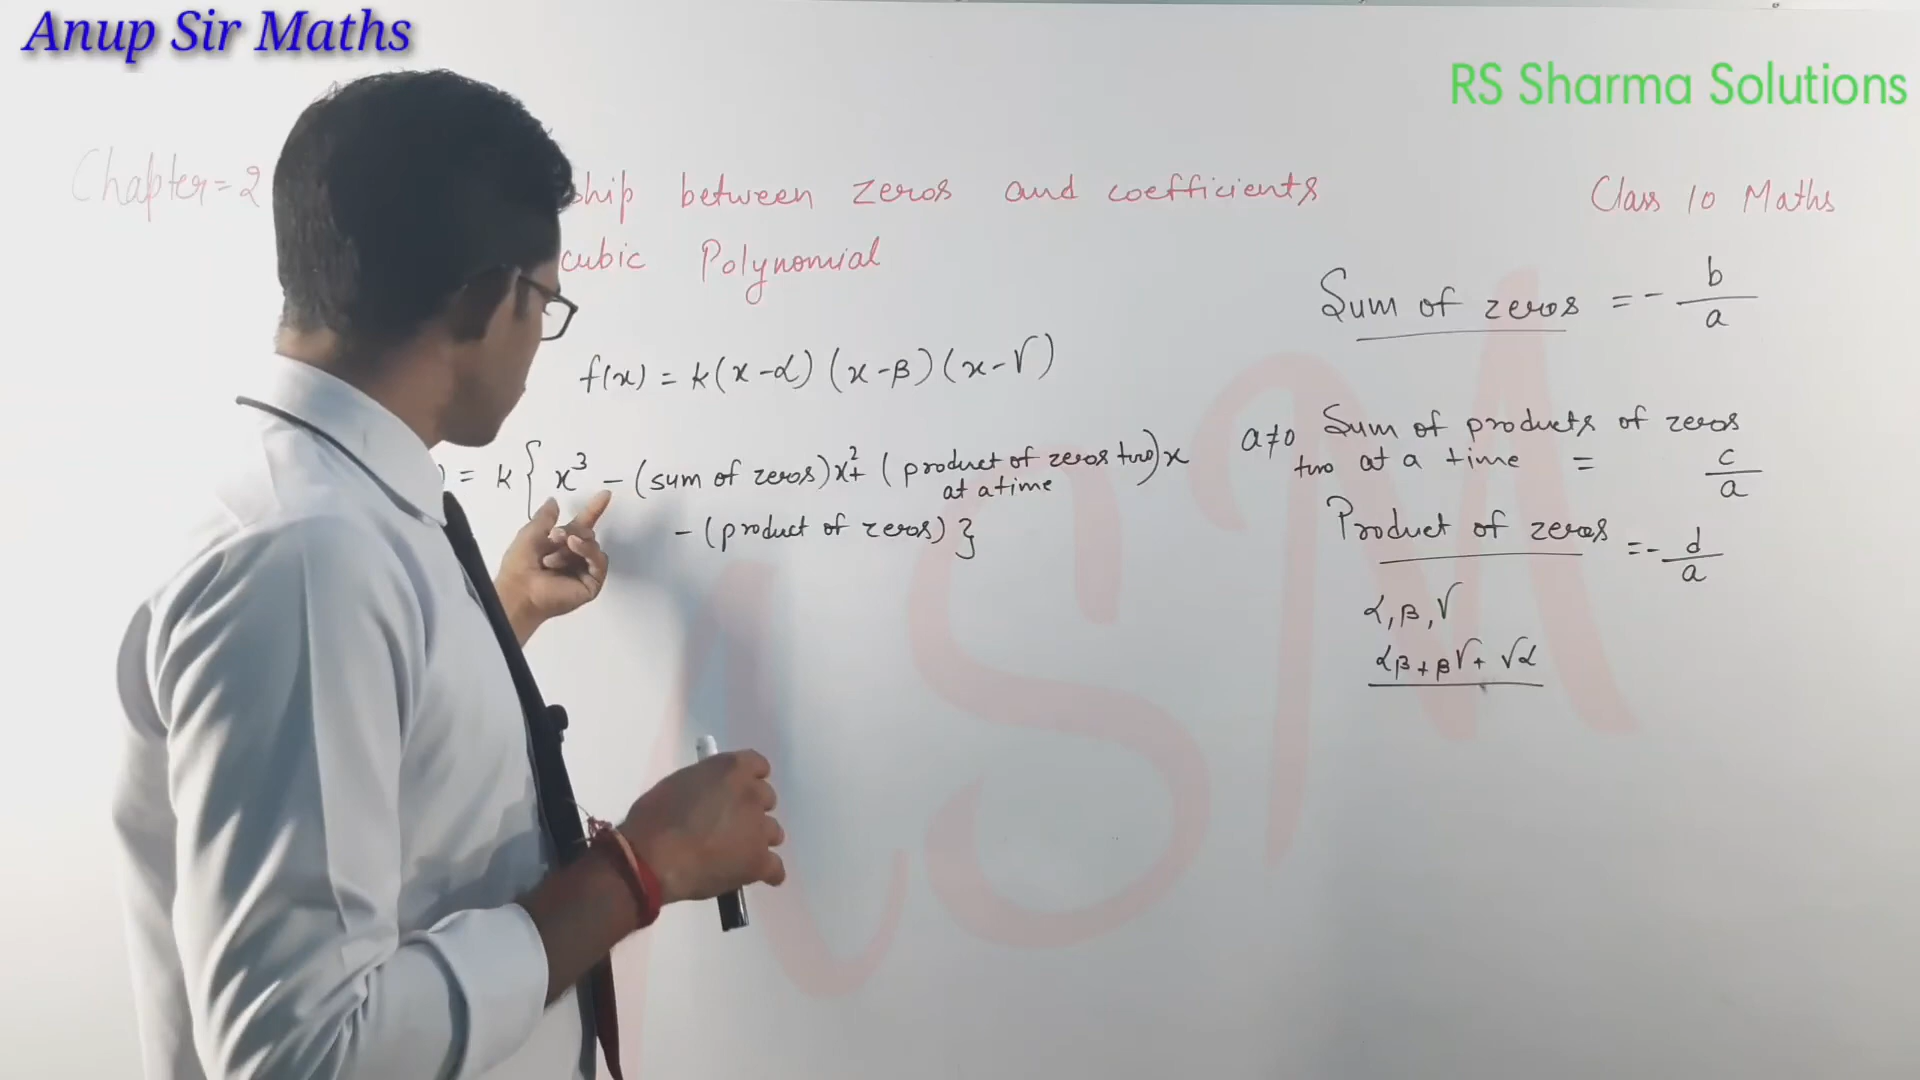 Anup Sir Maths
RS Sharma Solutions
Chapter=2 between zeros and coefficients
Class 10 Maths
cubic Polynomial
Sum of zeros = - b/a
f(x) = k(x-α)(x-β)(x-γ)
= k{x³ - (sum of zeros)x²+ (product of zeros two)x
at a time
- (product of zeros)}
a≠0
Sum of products of zeros
two at a time = c/a
Product of zeros = - d/a
α, β, γ
αβ + βγ + γα
ASM